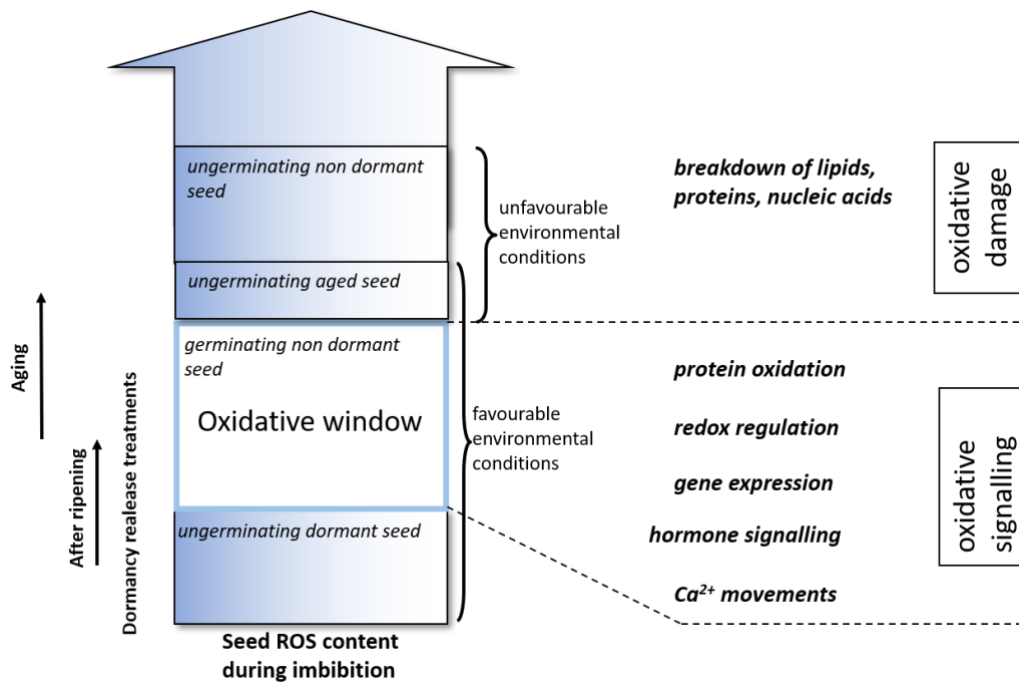 ungerminating non dormant
seed
ungerminating aged seed
germinating non dormant
seed
Oxidative window
ungerminating dormant seed
Seed ROS content
during imbibition
Aging
After ripening
Dormancy realease treatments
unfavourable
environmental
conditions
favourable
environmental
conditions
breakdown of lipids,
proteins, nucleic acids
protein oxidation
redox regulation
gene expression
hormone signalling
Ca²⁺ movements
oxidative
damage
oxidative
signalling